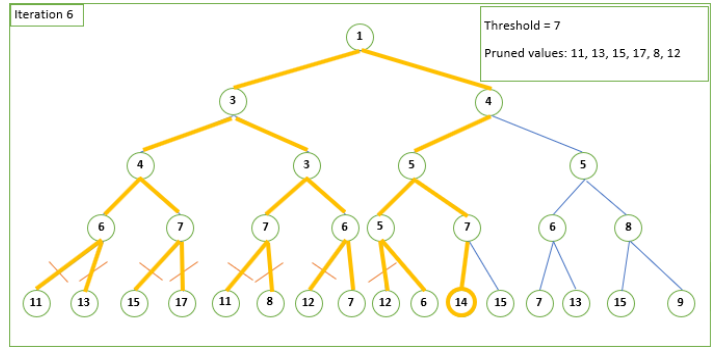 Iteration 6
Threshold = 7
Pruned values: 11, 13, 15, 17, 8, 12
1
3 4
4 3 5 5
6 7 7 6 5 7 6 8
11 13 15 17 11 8 12 7 12 6 14 15 7 13 15 9